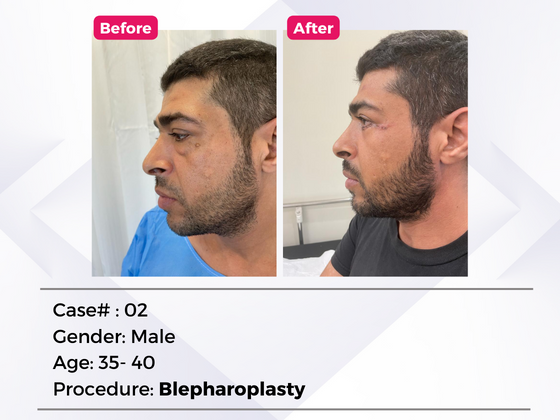 Before
After
Case# : 02
Gender: Male
Age: 35- 40
Procedure: Blepharoplasty